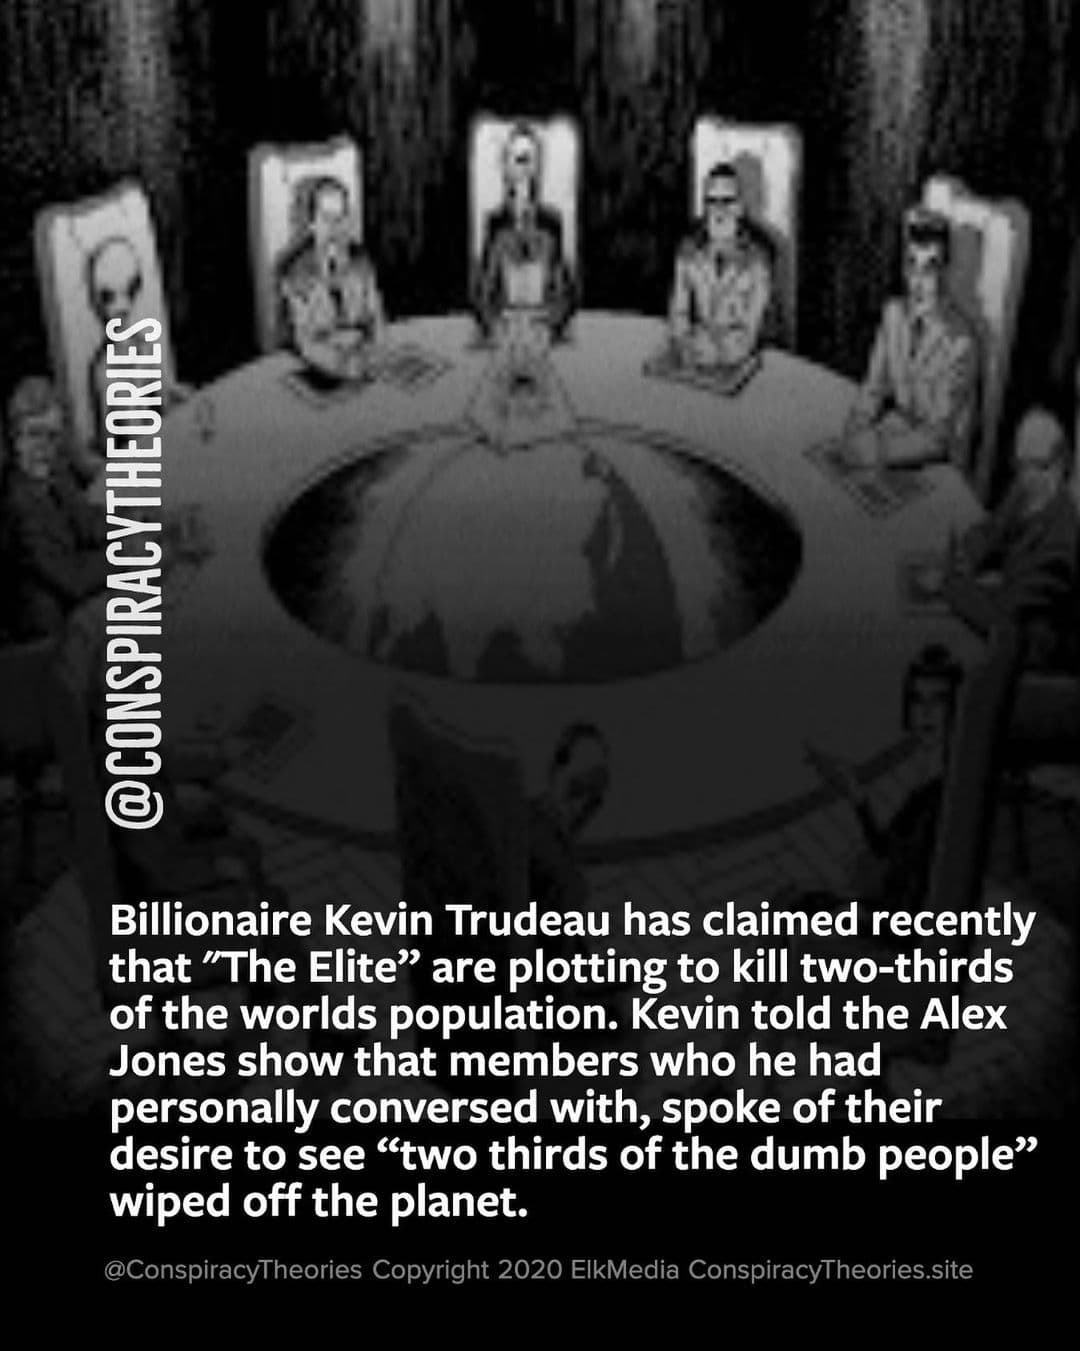 @CONSPIRACYTHEORIES
Billionaire Kevin Trudeau has claimed recently
that "The Elite” are plotting to kill two-thirds
of the worlds population. Kevin told the Alex
Jones show that members who he had
personally conversed with, spoke of their
desire to see “two thirds of the dumb people”
wiped off the planet.
@ConspiracyTheories Copyright 2020 ElkMedia ConspiracyTheories.site